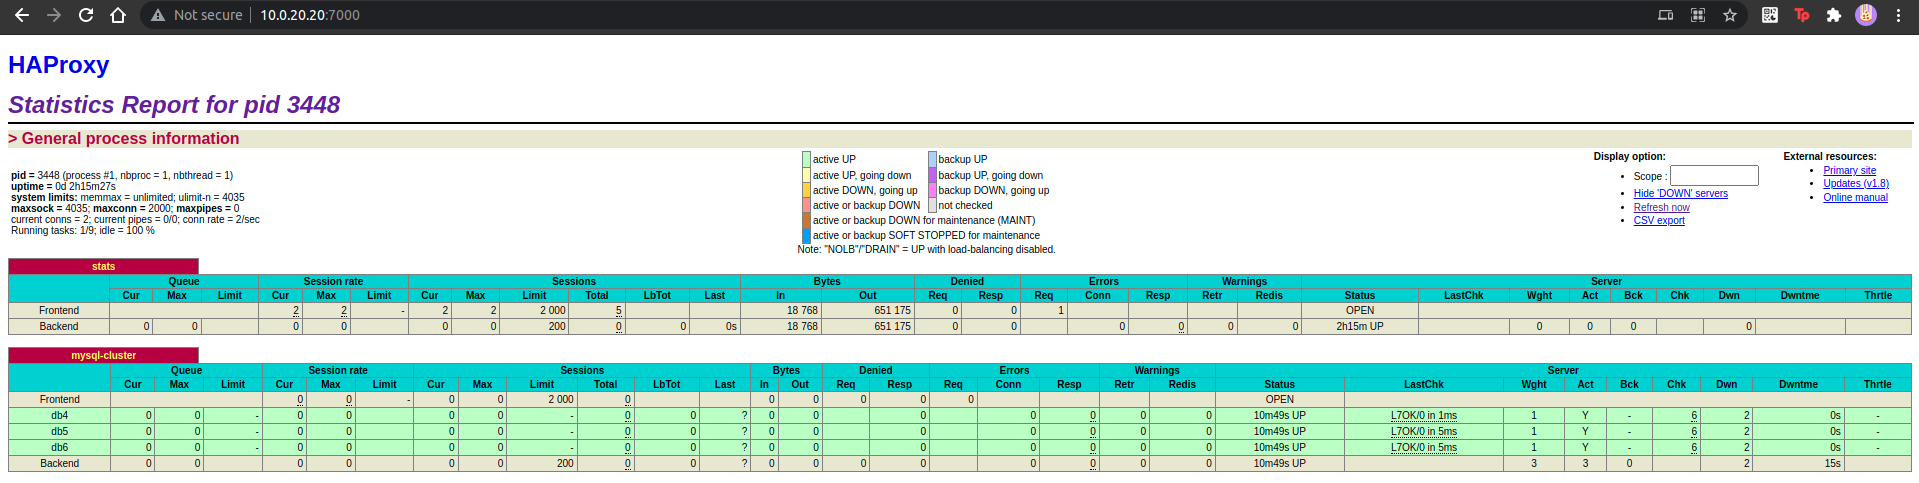 Not secure | 10.0.20.20:7000
HAProxy
Statistics Report for pid 3448
> General process information
pid = 3448 (process #1, nbproc = 1, nbthread = 1)
uptime = 0d 2h15m27s
system limits: memmax = unlimited; ulimit-n = 4035
maxsock = 4035; maxconn = 2000; maxpipes = 0
current conns = 2; current pipes = 0/0; conn rate = 2/sec
Running tasks: 1/9; idle = 100 %
active UP backup UP
active UP, going down backup UP, going down
active DOWN, going up backup DOWN, going up
active or backup DOWN not checked
active or backup DOWN for maintenance (MAINT)
active or backup SOFT STOPPED for maintenance
Note: "NOLB"/"DRAIN" = UP with load-balancing disabled.
Display option:
• Scope :
• Hide 'DOWN' servers
• Refresh now
• CSV export
External resources:
• Primary site
• Updates (v1.8)
• Online manual
stats
Queue Session rate Sessions Bytes Denied Errors Warnings Server
Cur Max Limit Cur Max Limit Cur Max Limit Total LbTot Last In Out Req Resp Req Conn Resp Retr Redis Status LastChk Wght Act Bck Chk Dwn Dwntme Thrtle
Frontend 2 2 - 2 2 2 000 5 18 768 651 175 0 0 1 OPEN
Backend 0 0 0 0 0 0 200 0 0 0s 18 768 651 175 0 0 0 0 0 0 2h15m UP 0 0 0 0
mysql-cluster
Queue Session rate Sessions Bytes Denied Errors Warnings Server
Cur Max Limit Cur Max Limit Cur Max Limit Total LbTot Last In Out Req Resp Req Conn Resp Retr Redis Status LastChk Wght Act Bck Chk Dwn Dwntme Thrtle
Frontend 0 0 - 0 0 2 000 0 0 0 0 0 0 OPEN
db4 0 0 - 0 0 0 0 - 0 0 ? 0 0 0 0 0 0 0 10m49s UP L7OK/0 in 1ms 1 Y - 6 2 0s -
db5 0 0 - 0 0 0 0 - 0 0 ? 0 0 0 0 0 0 0 10m49s UP L7OK/0 in 5ms 1 Y - 6 2 0s -
db6 0 0 - 0 0 0 0 - 0 0 ? 0 0 0 0 0 0 0 10m49s UP L7OK/0 in 5ms 1 Y - 6 2 0s -
Backend 0 0 0 0 0 0 200 0 0 ? 0 0 0 0 0 0 0 0 10m49s UP 3 3 0 2 15s